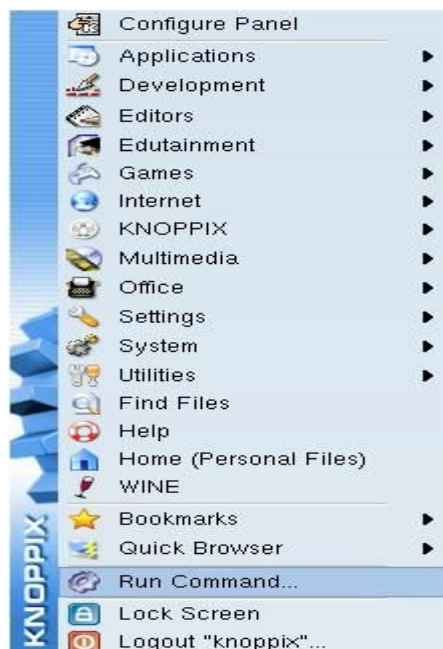 Configure Panel
Applications
Development
Editors
Edutainment
Games
Internet
KNOPPIX
Multimedia
Office
Settings
System
Utilities
Find Files
Help
Home (Personal Files)
WINE
Bookmarks
Quick Browser
Run Command...
Lock Screen
Logout "knoppix"...
KNOPPIX